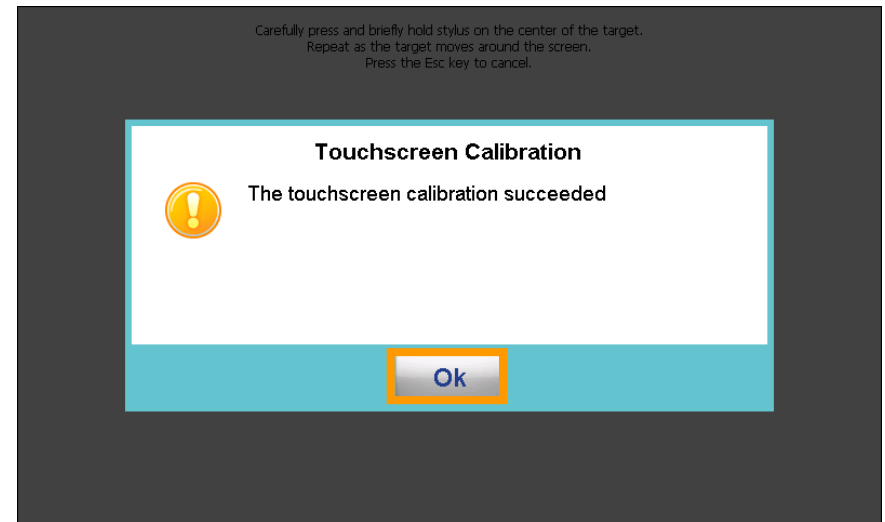 Carefully press and briefly hold stylus on the center of the target.
Repeat as the target moves around the screen.
Press the Esc key to cancel.
Touchscreen Calibration
The touchscreen calibration succeeded
Ok